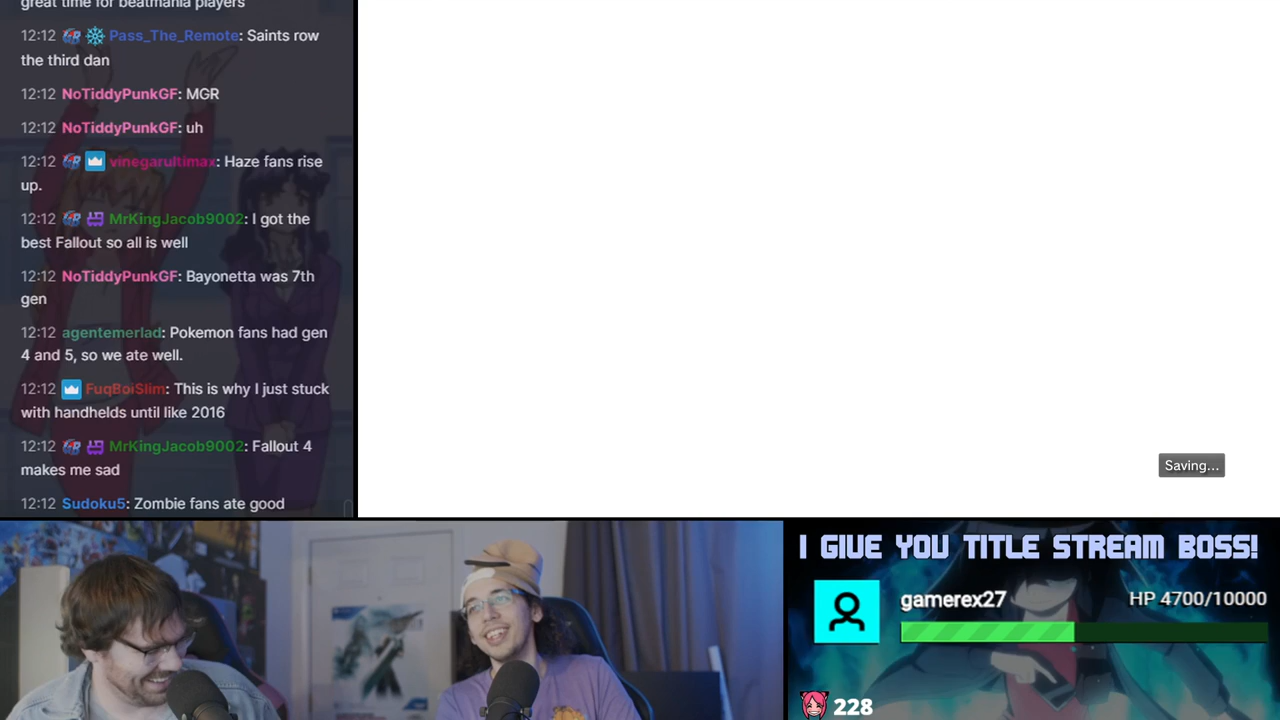 great time for beatmania players
12:12 Pass_The_Remote: Saints row
the third dan
12:12 NoTiddyPunkGF: MGR
12:12 NoTiddyPunkGF: uh
12:12 vinegarultimax: Haze fans rise
up.
12:12 MrKingJacob9002: I got the
best Fallout so all is well
12:12 NoTiddyPunkGF: Bayonetta was 7th
gen
12:12 agentemerlad: Pokemon fans had gen
4 and 5, so we ate well.
12:12 FuqBoiSlim: This is why I just stuck
with handhelds until like 2016
12:12 MrKingJacob9002: Fallout 4
makes me sad
12:12 Sudoku5: Zombie fans ate good
Saving...
I GIVE YOU TITLE STREAM BOSS!
gamerex27 HP 4700/10000
228